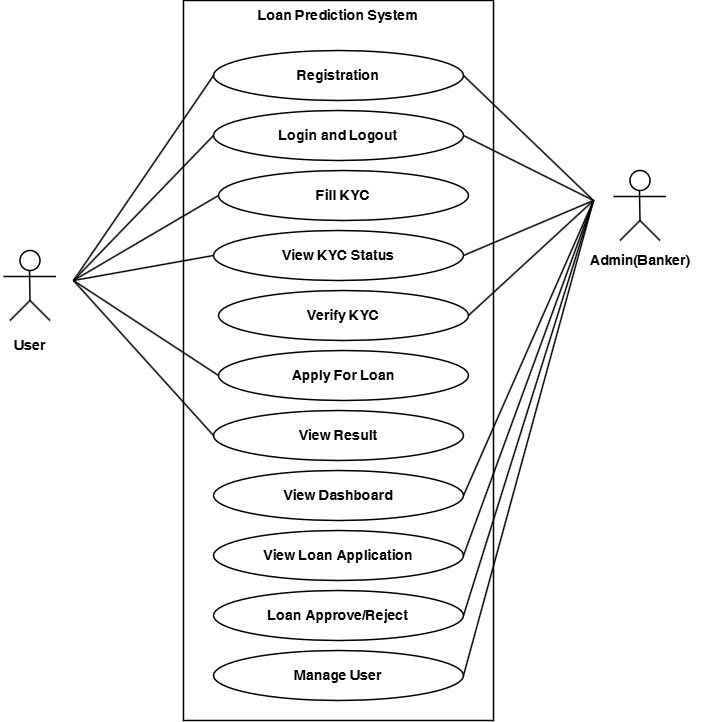 Loan Prediction System
Registration
Login and Logout
Fill KYC
View KYC Status
Admin(Banker)
Verify KYC
User
Apply For Loan
View Result
View Dashboard
View Loan Application
Loan Approve/Reject
Manage User